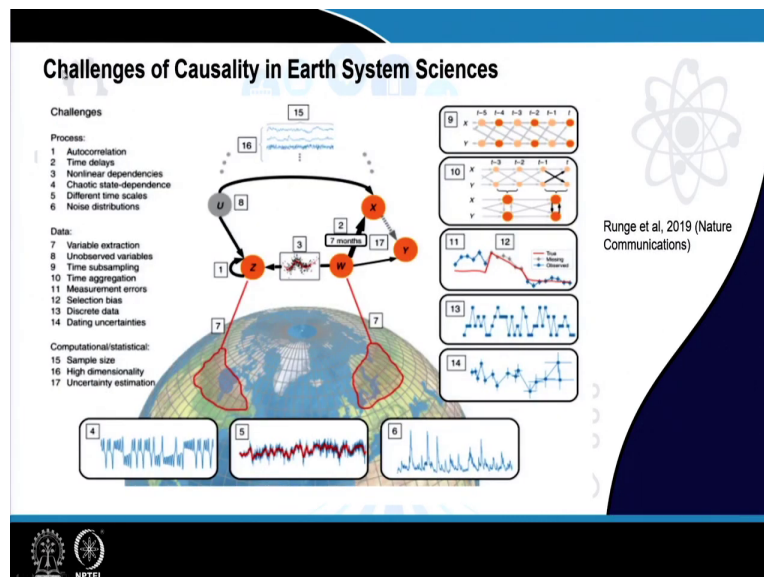 Challenges of Causality in Earth System Sciences
Challenges
Process:
1 Autocorrelation
2 Time delays
3 Nonlinear dependencies
4 Chaotic state-dependence
5 Different time scales
6 Noise distributions
Data:
7 Variable extraction
8 Unobserved variables
9 Time subsampling
10 Time aggregation
11 Measurement errors
12 Selection bias
13 Discrete data
14 Dating uncertainties
Computational/statistical:
15 Sample size
16 High dimensionality
17 Uncertainty estimation
15
16
U
8
X
2
7 months
17
Y
3
1
Z
W
7
7
4
5
6
9
t–5 t–4 t–3 t–2 t–1 t
X
Y
10
t–3 t–2 t–1 t
X
Y
X
Y
11
12
True
Missing
Observed
13
14
Runge et al, 2019 (Nature
Communications)
NPTEL